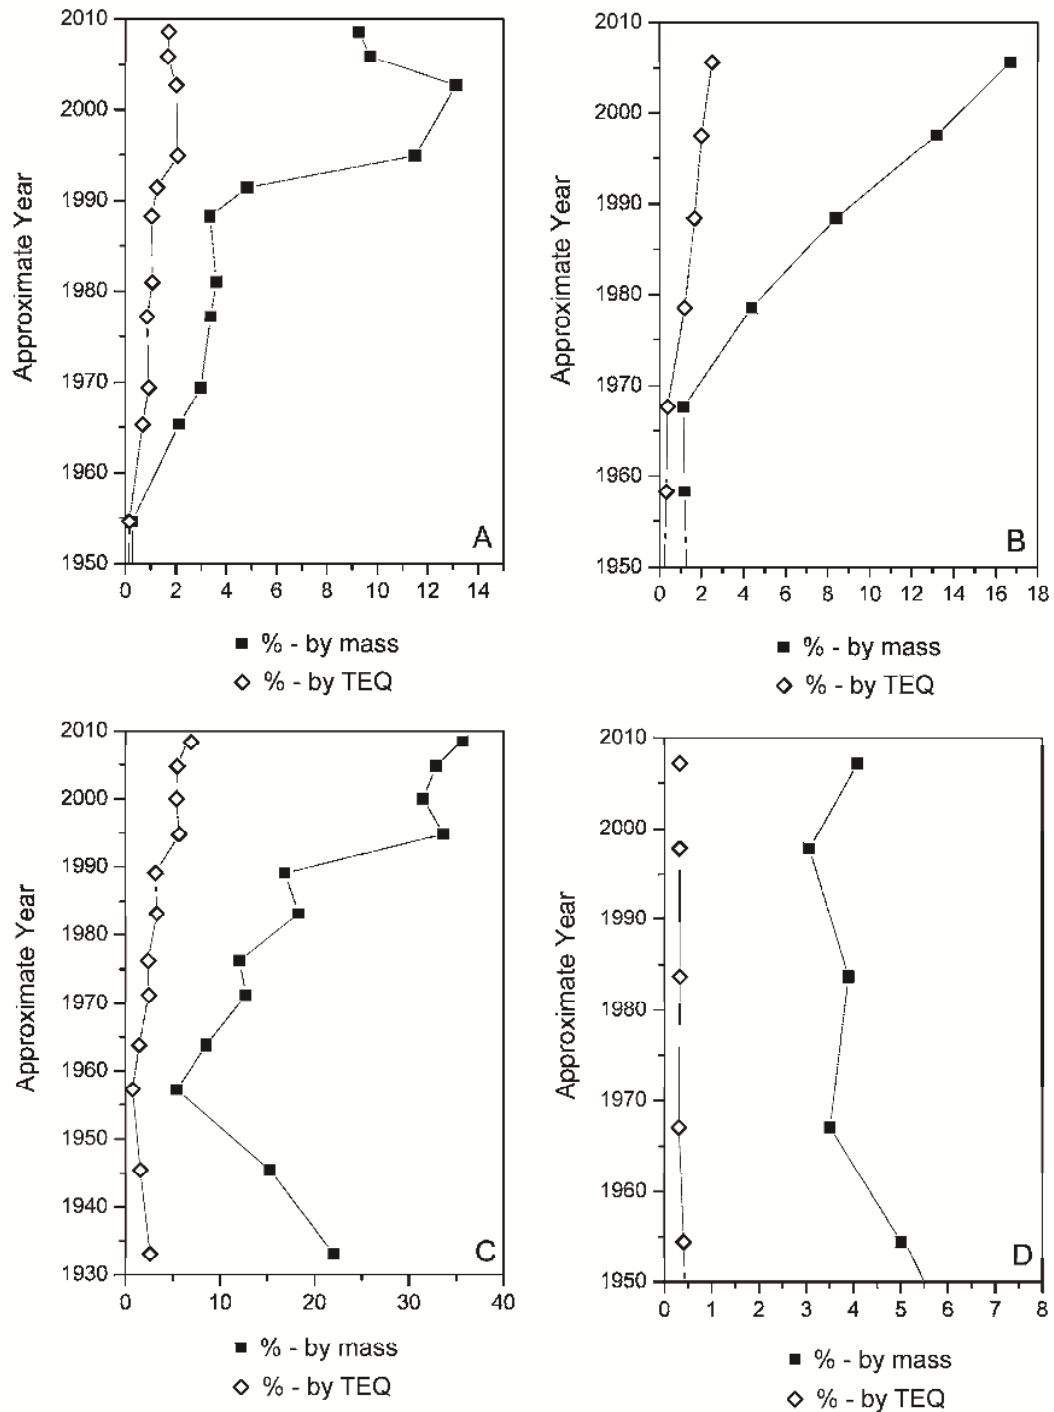 2010
2000
1990
1980
1970
1960
1950
Approximate Year
0 2 4 6 8 10 12 14
A
■ % - by mass
◇ % - by TEQ
2010
2000
1990
1980
1970
1960
1950
Approximate Year
0 2 4 6 8 10 12 14 16 18
B
■ % - by mass
◇ % - by TEQ
2010
2000
1990
1980
1970
1960
1950
1940
1930
Approximate Year
0 10 20 30 40
C
■ % - by mass
◇ % - by TEQ
2010
2000
1990
1980
1970
1960
1950
Approximate Year
0 1 2 3 4 5 6 7 8
D
■ % - by mass
◇ % - by TEQ